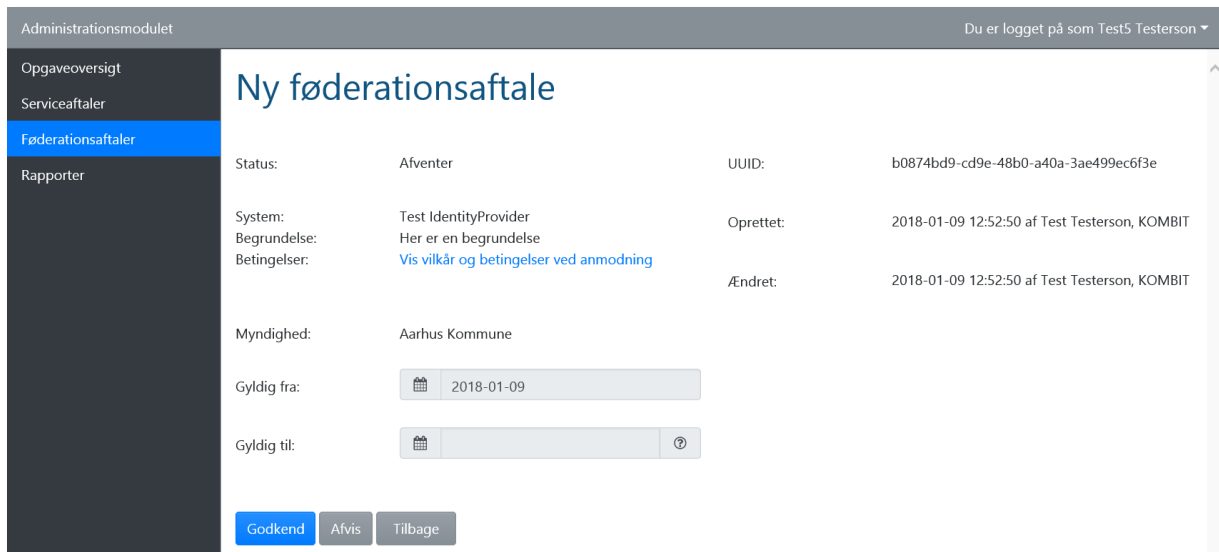 Administrationsmodulet
Du er logget på som Test5 Testerson
Opgaveoversigt
Serviceaftaler
Føderationsaftaler
Rapporter
Ny føderationsaftale
Status: Afventer
UUID: b0874bd9-cd9e-48b0-a40a-3ae499ec6f3e
System: Test IdentityProvider
Begrundelse: Her er en begrundelse
Betingelser: Vis vilkår og betingelser ved anmodning
Oprettet: 2018-01-09 12:52:50 af Test Testerson, KOMBIT
Ændret: 2018-01-09 12:52:50 af Test Testerson, KOMBIT
Myndighed: Aarhus Kommune
Gyldig fra: 2018-01-09
Gyldig til:
Godkend Afvis Tilbage